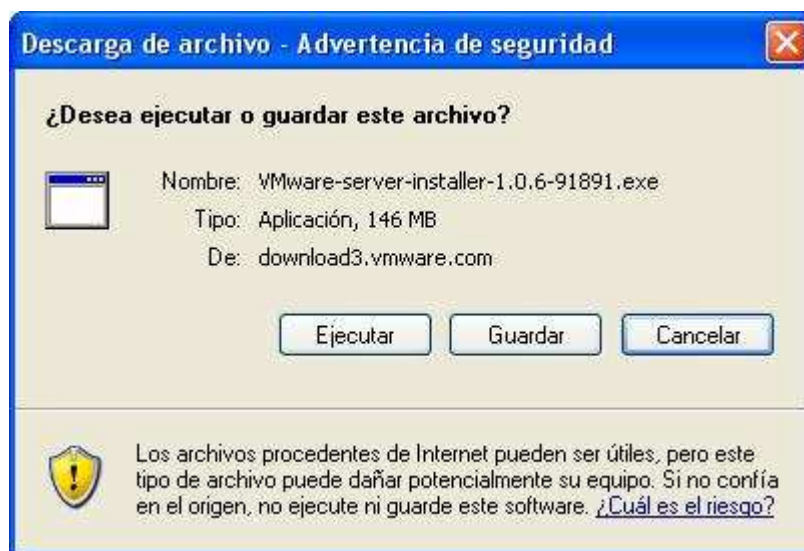 Descarga de archivo - Advertencia de seguridad
¿Desea ejecutar o guardar este archivo?
Nombre: VMware-server-installer-1.0.6-91891.exe
Tipo: Aplicación, 146 MB
De: download3.vmware.com
Ejecutar Guardar Cancelar
Los archivos procedentes de Internet pueden ser útiles, pero este
tipo de archivo puede dañar potencialmente su equipo. Si no confía
en el origen, no ejecute ni guarde este software. ¿Cuál es el riesgo?